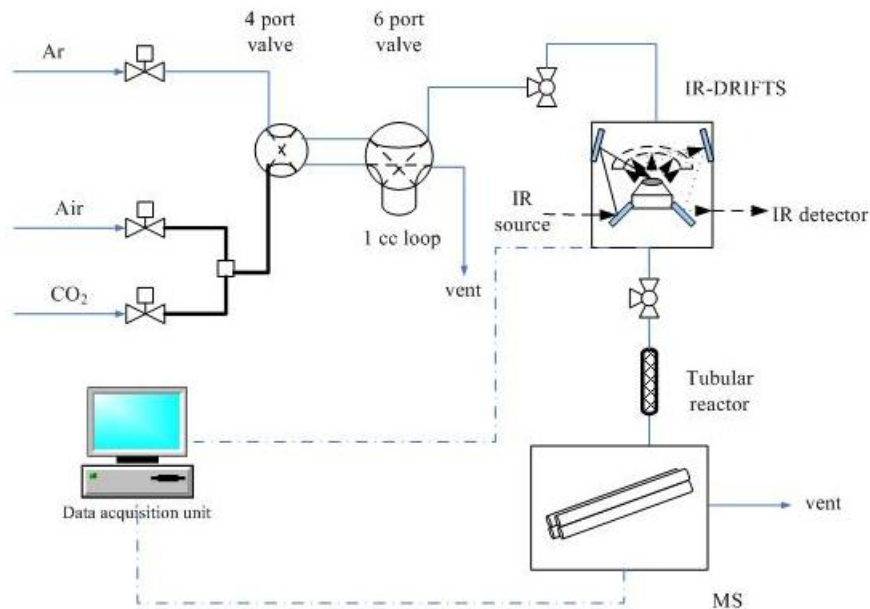 4 port
valve
6 port
valve
Ar
IR-DRIFTS
Air
IR
source
IR detector
1 cc loop
CO₂
vent
Tubular
reactor
Data acquisition unit
vent
MS